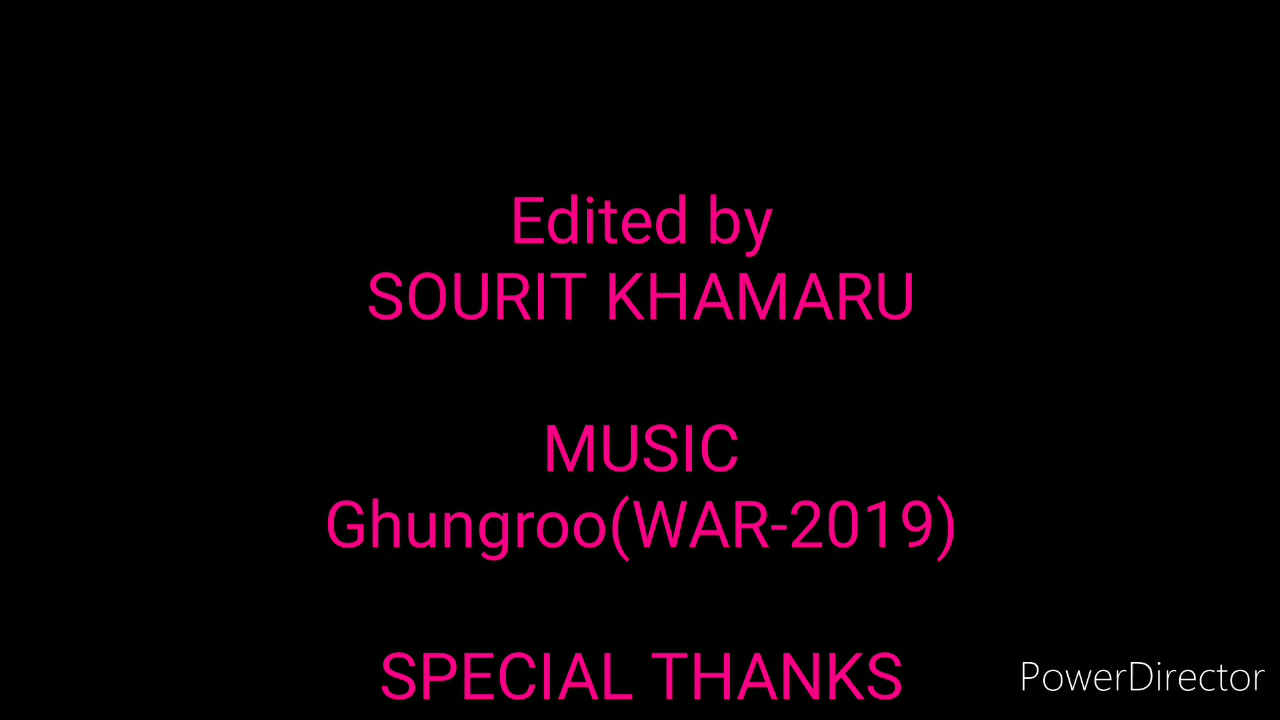 Edited by
SOURIT KHAMARU
MUSIC
Ghungroo(WAR-2019)
SPECIAL THANKS
PowerDirector